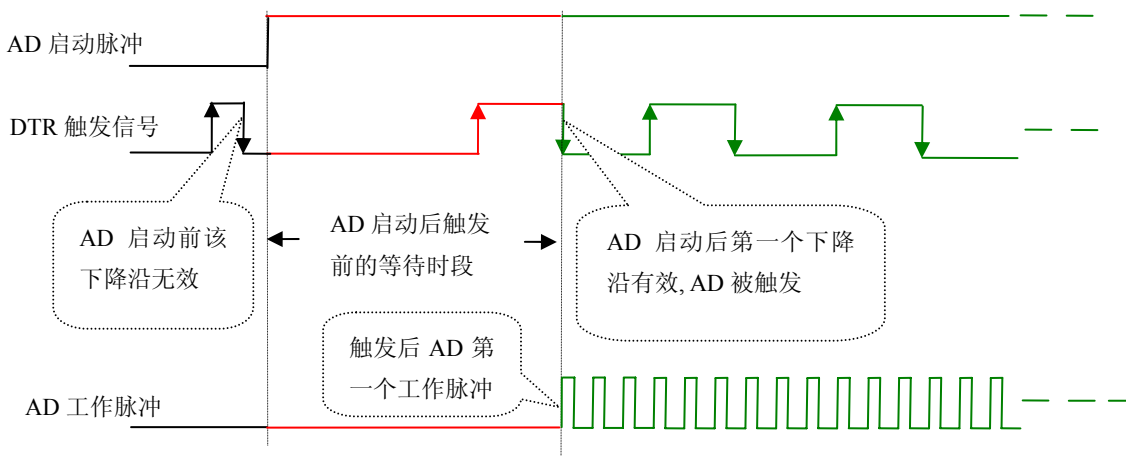 AD 启动脉冲
DTR 触发信号
AD 启动前该
下降沿无效
AD 启动后触发
前的等待时段
AD 启动后第一个下降
沿有效, AD 被触发
触发后 AD 第
一个工作脉冲
AD 工作脉冲